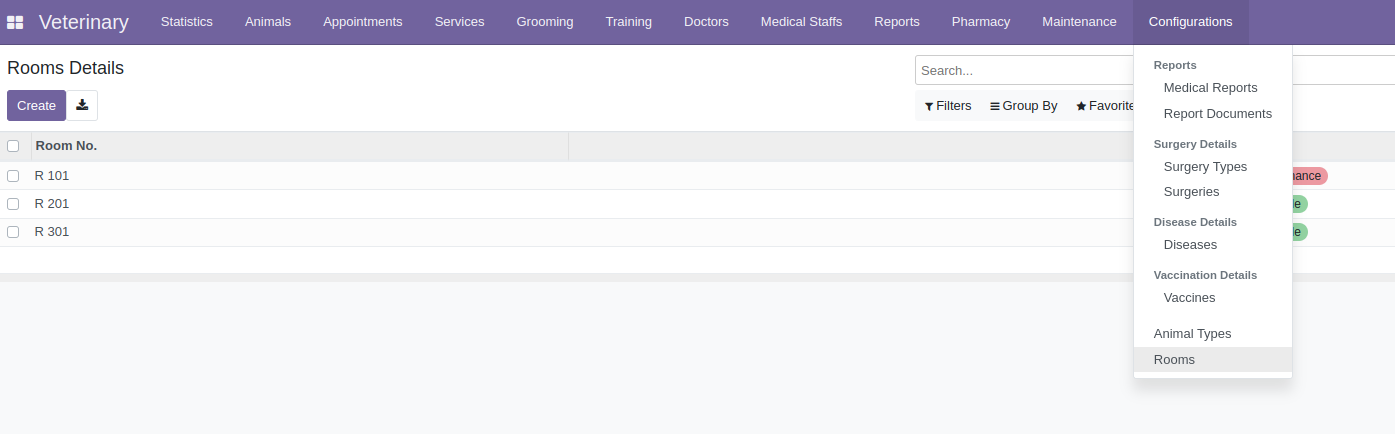 Veterinary Statistics Animals Appointments Services Grooming Training Doctors Medical Staffs Reports Pharmacy Maintenance Configurations
Rooms Details
Search...
Create
Filters Group By
Room No.
R 101
R 201
R 301
Reports
Medical Reports
Report Documents
Surgery Details
Surgery Types
Surgeries
Disease Details
Diseases
Vaccination Details
Vaccines
Animal Types
Rooms